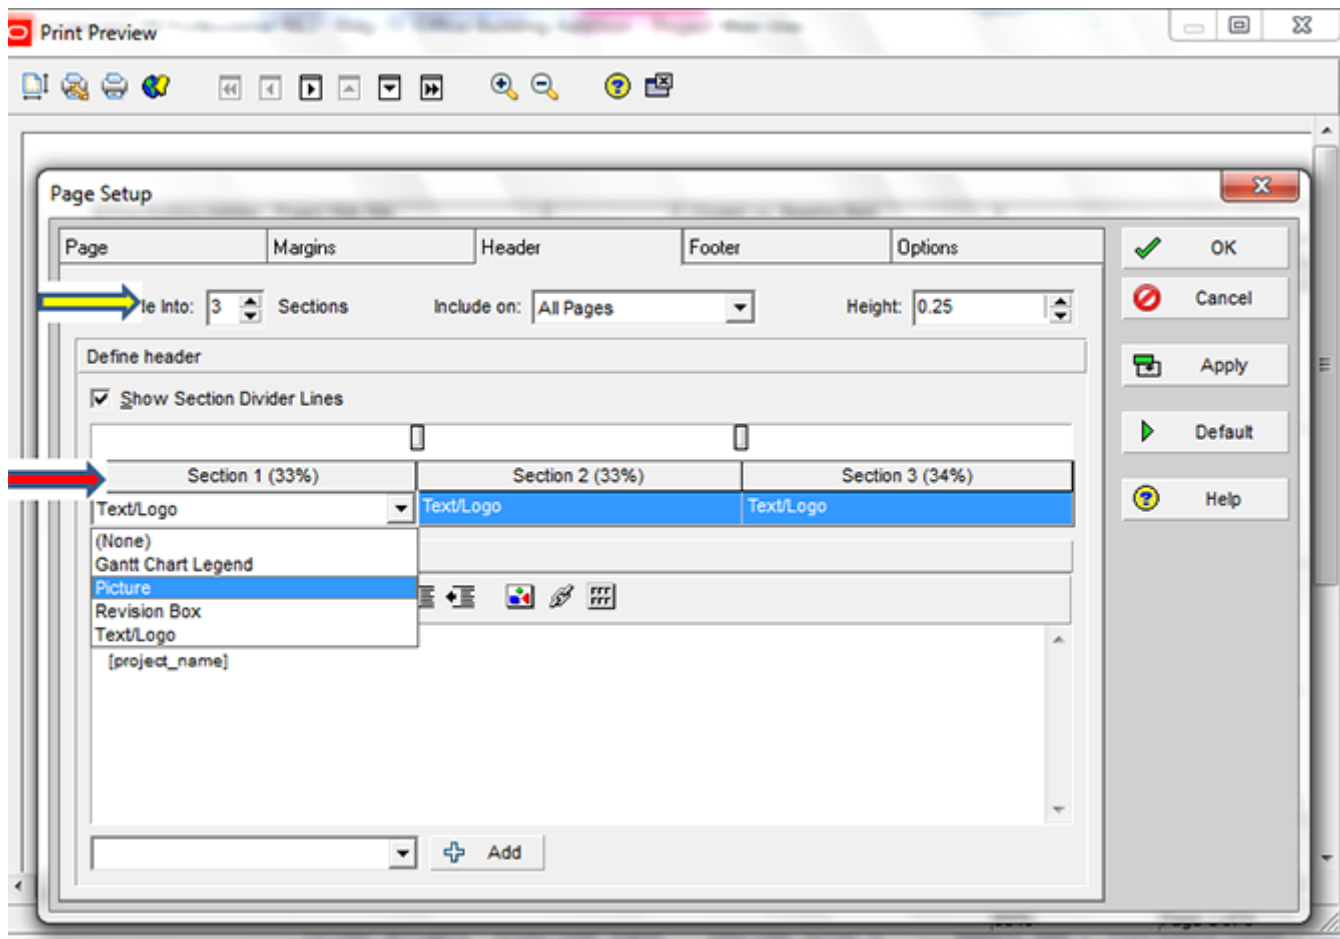 Print Preview
Page Setup
Page Margins Header Footer Options
le Into: 3 Sections Include on: All Pages Height: 0.25
Define header
Show Section Divider Lines
Section 1 (33%) Section 2 (33%) Section 3 (34%)
Text/Logo Text/Logo Text/Logo
(None)
Gantt Chart Legend
Picture
Revision Box
Text/Logo
[project_name]
Add
OK
Cancel
Apply
Default
Help